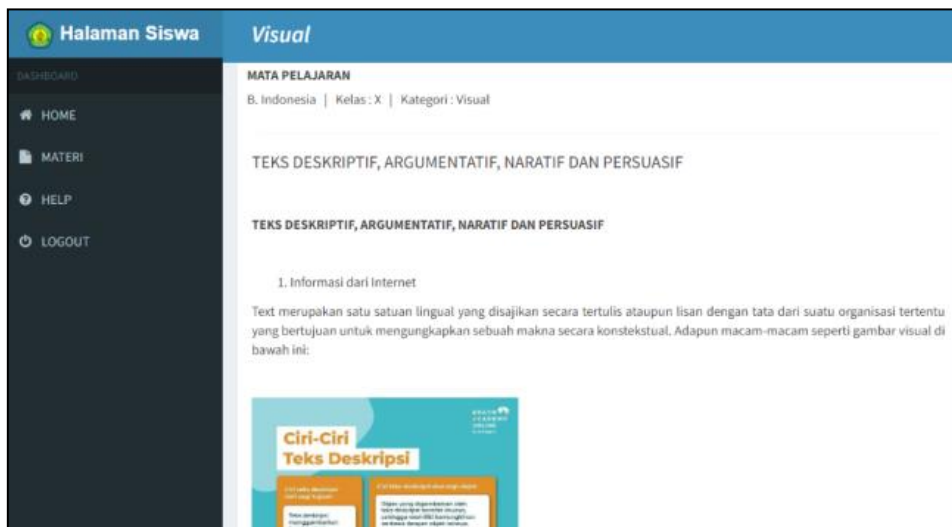 Halaman Siswa
Visual
DASHBOARD
HOME
MATERI
HELP
LOGOUT
MATA PELAJARAN
B. Indonesia | Kelas : X | Kategori : Visual
TEKS DESKRIPTIF, ARGUMENTATIF, NARATIF DAN PERSUASIF
TEKS DESKRIPTIF, ARGUMENTATIF, NARATIF DAN PERSUASIF
1. Informasi dari Internet
Text merupakan satu satuan lingual yang disajikan secara tertulis ataupun lisan dengan tata dari suatu organisasi tertentu
yang bertujuan untuk mengungkapkan sebuah makna secara konstekstual. Adapun macam-macam seperti gambar visual di
bawah ini:
Ciri-Ciri
Teks Deskripsi
Teks deskripsi
menggambarkan